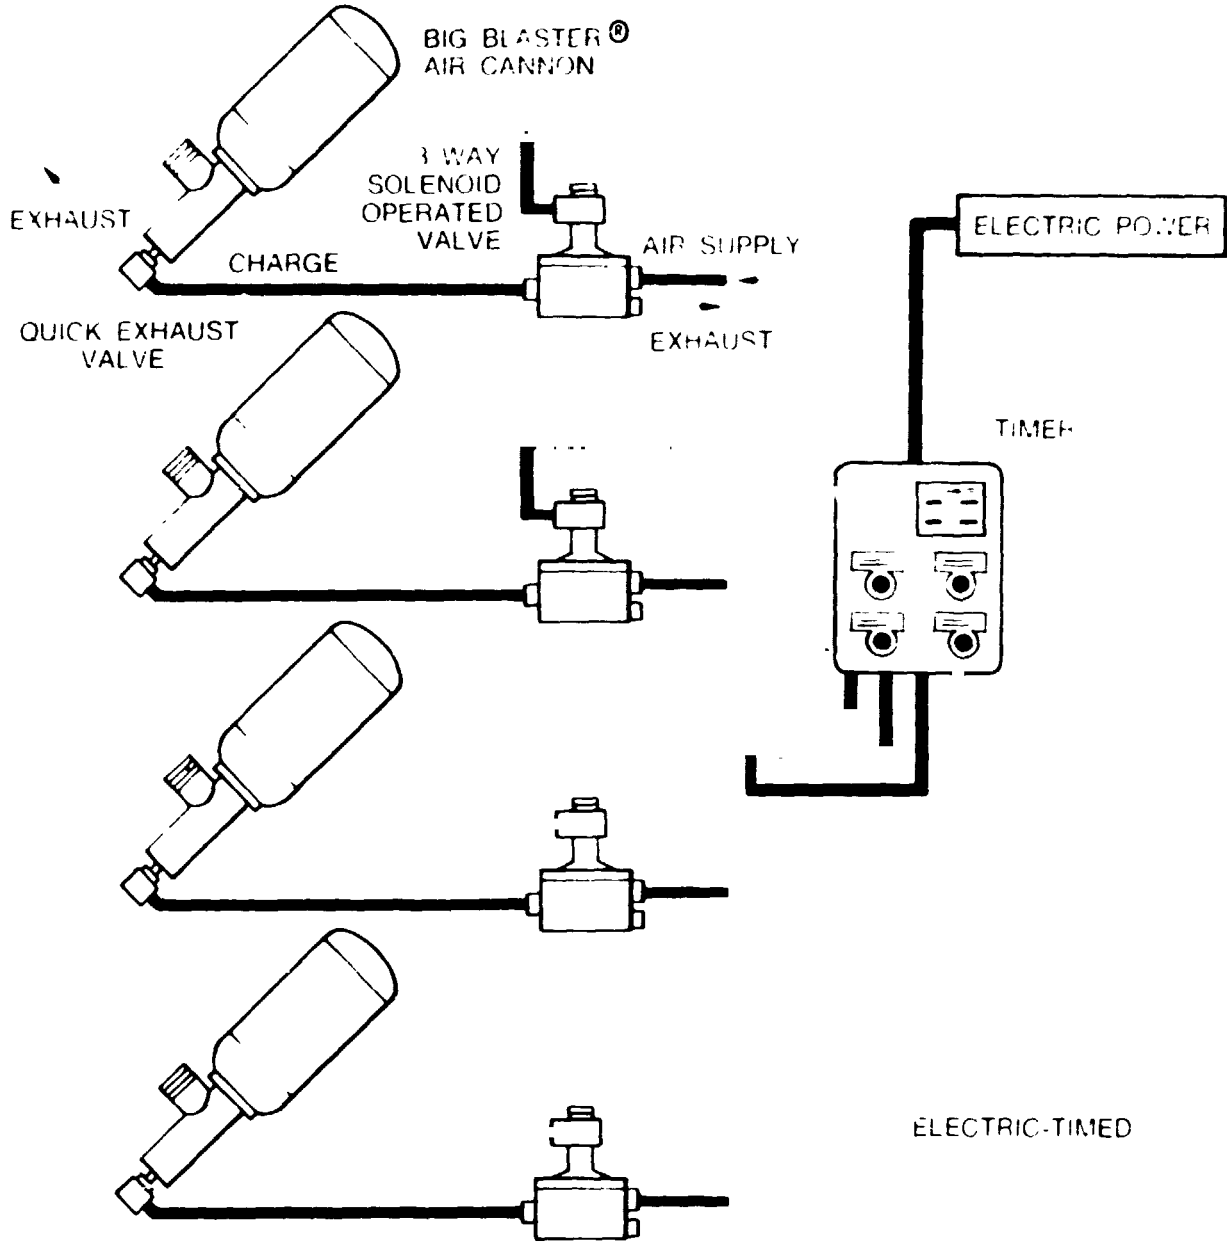 BIG BLASTER®
AIR CANNON
3 WAY
SOLENOID
OPERATED
VALVE
EXHAUST
CHARGE
AIR SUPPLY
EXHAUST
ELECTRIC POWER
QUICK EXHAUST
VALVE
TIMER
ELECTRIC-TIMED